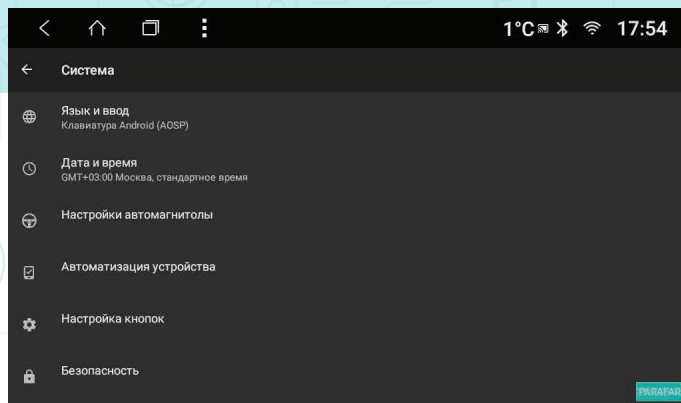 1°C 17:54
Система
Язык и ввод
Клавиатура Android (AOSP)
Дата и время
GMT+03:00 Москва, стандартное время
Настройки автомагнитолы
Автоматизация устройства
Настройка кнопок
Безопасность
PARAFAR